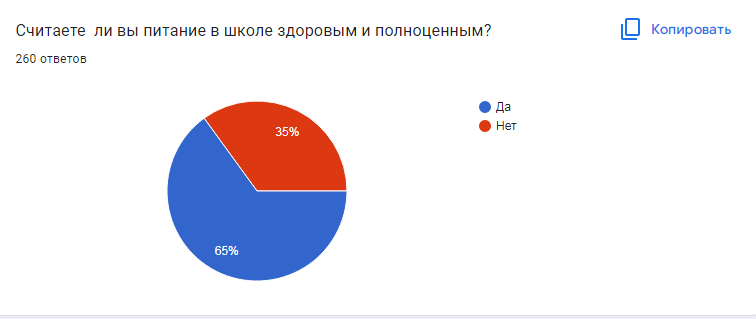 Считаете  ли вы питание в школе здоровым и полноценным?
Копировать
260 ответов
Да
Нет
35%
65%